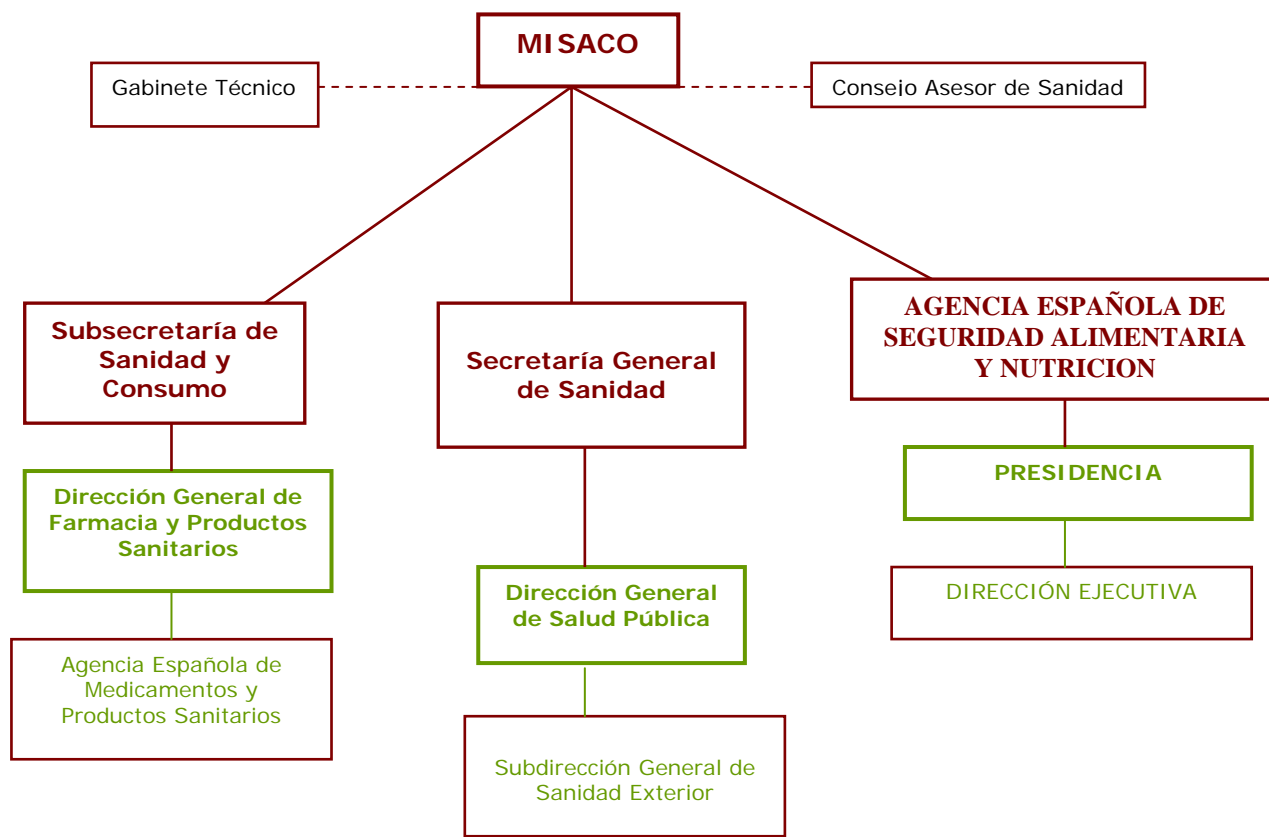 MISACO
Gabinete Técnico
Consejo Asesor de Sanidad
Subsecretaría de
Sanidad y
Consumo
Secretaría General
de Sanidad
AGENCIA ESPAÑOLA DE
SEGURIDAD ALIMENTARIA
Y NUTRICION
Dirección General de
Farmacia y Productos
Sanitarios
PRESIDENCIA
Dirección General
de Salud Pública
DIRECCIÓN EJECUTIVA
Agencia Española de
Medicamentos y
Productos Sanitarios
Subdirección General de
Sanidad Exterior